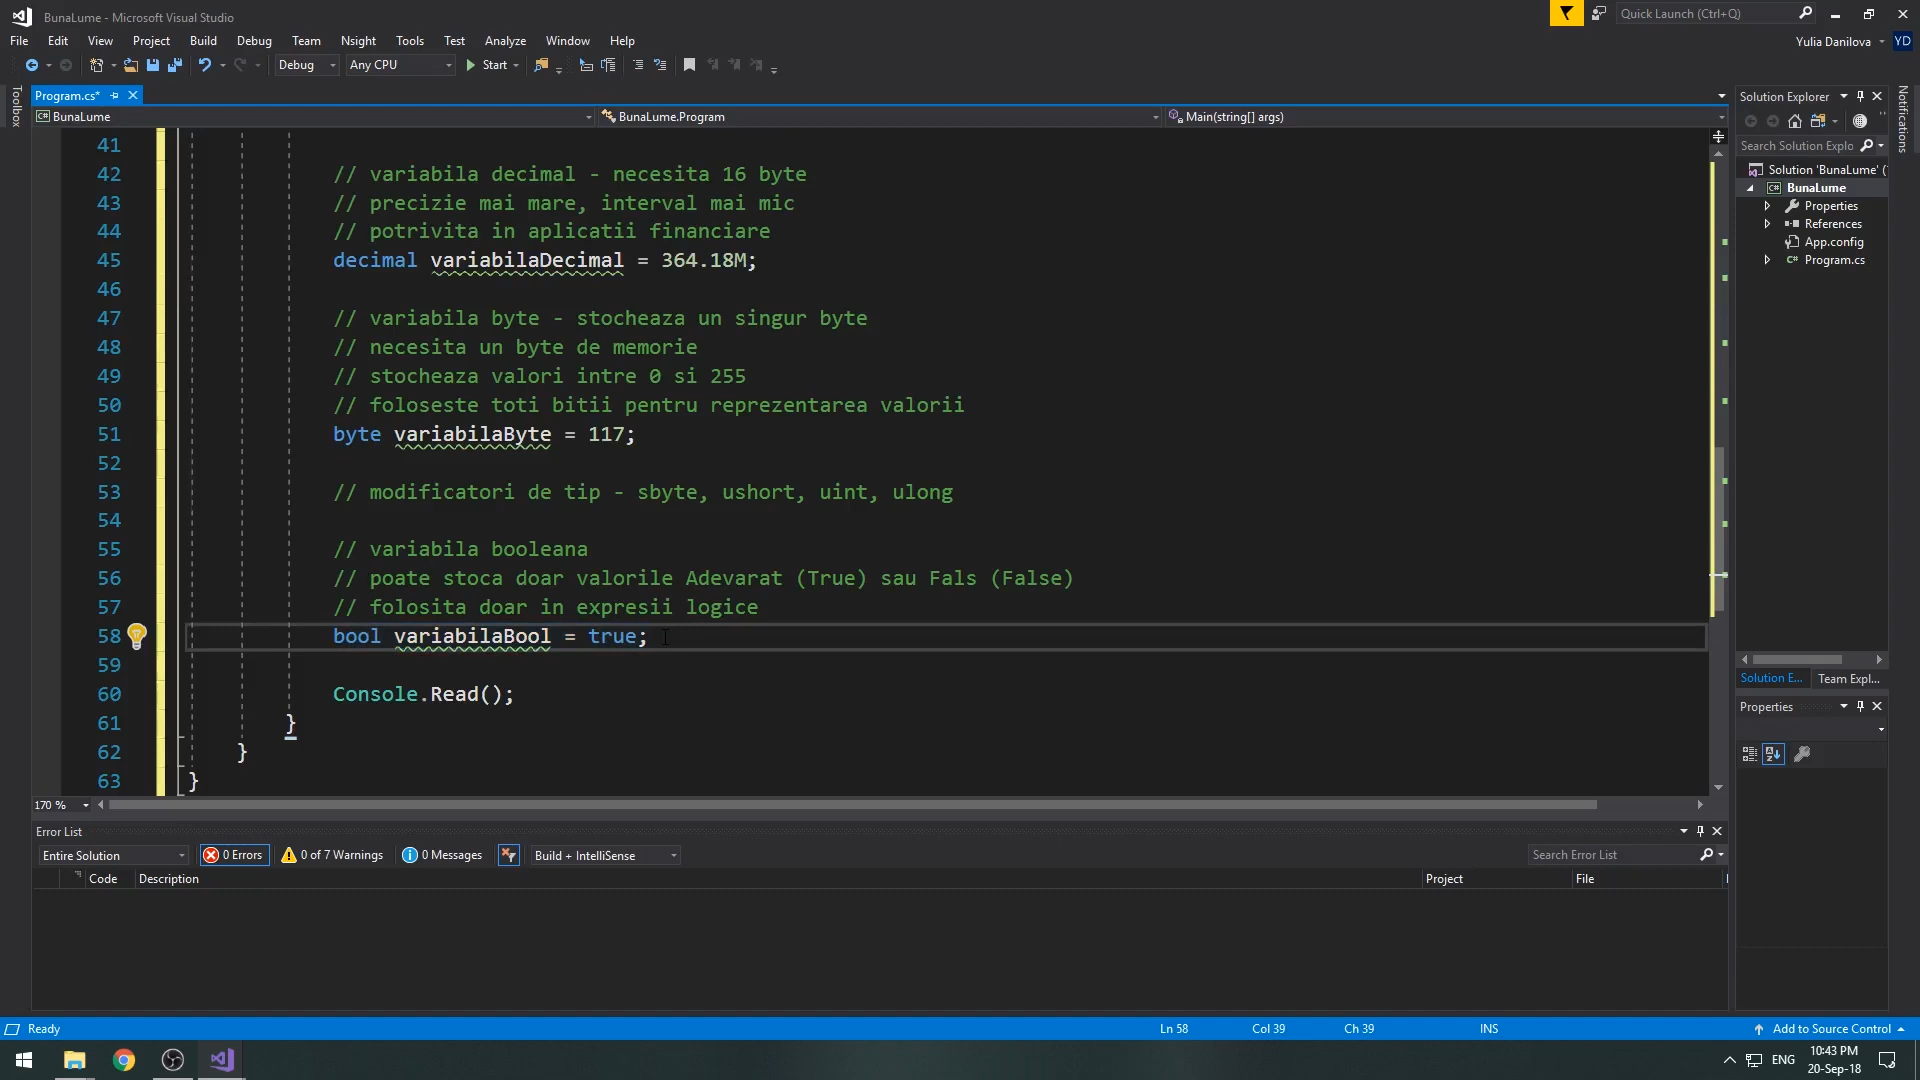 BunaLume - Microsoft Visual Studio
Quick Launch (Ctrl+Q)
File Edit View Project Build Debug Team Nsight Tools Test Analyze Window Help
Yulia Danilova YD
Debug Any CPU Start
Toolbox
Program.cs*
BunaLume BunaLume.Program Main(string[] args)
41
42 // variabila decimal - necesita 16 byte
43 // precizie mai mare, interval mai mic
44 // potrivita in aplicatii financiare
45 decimal variabilaDecimal = 364.18M;
46
47 // variabila byte - stocheaza un singur byte
48 // necesita un byte de memorie
49 // stocheaza valori intre 0 si 255
50 // foloseste toti bitii pentru reprezentarea valorii
51 byte variabilaByte = 117;
52
53 // modificatori de tip - sbyte, ushort, uint, ulong
54
55 // variabila booleana
56 // poate stoca doar valorile Adevarat (True) sau Fals (False)
57 // folosita doar in expresii logice
58 bool variabilaBool = true;
59
60 Console.Read();
61 }
62 }
63 }
170 %
Solution Explorer
Search Solution Explo
Solution 'BunaLume' (
BunaLume
Properties
References
App.config
Program.cs
Solution E... Team Expl...
Properties
Notifications
Error List
Entire Solution 0 Errors 0 of 7 Warnings 0 Messages Build + IntelliSense Search Error List
Code Description Project File
Ready Ln 58 Col 39 Ch 39 INS Add to Source Control
ENG 10:43 PM
20-Sep-18